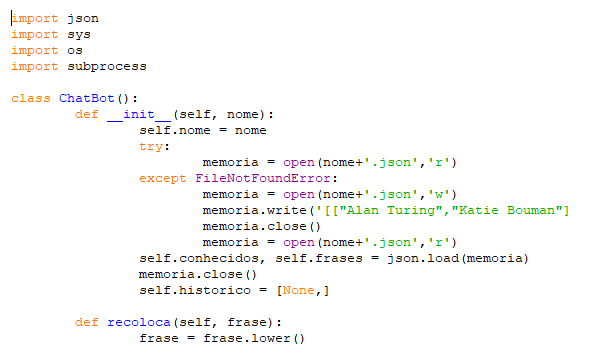 import json
import sys
import os
import subprocess
class ChatBot():
def __init__(self, nome):
self.nome = nome
try:
memoria = open(nome+'.json','r')
except FileNotFoundError:
memoria = open(nome+'.json','w')
memoria.write('[["Alan Turing","Katie Bouman"]
memoria.close()
memoria = open(nome+'.json','r')
self.conhecidos, self.frases = json.load(memoria)
memoria.close()
self.historico = [None,]
def recoloca(self, frase):
frase = frase.lower()